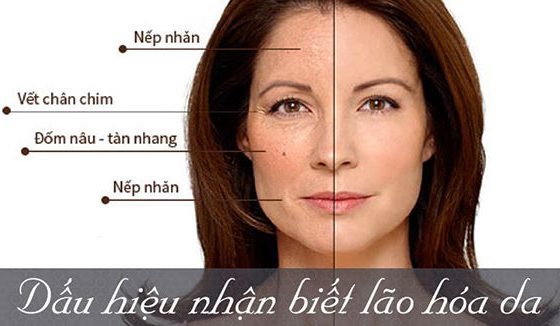 Nếp nhăn
Vết chân chim
Đốm nâu - tàn nhang
Nếp nhăn
Dấu hiệu nhận biết lão hóa da